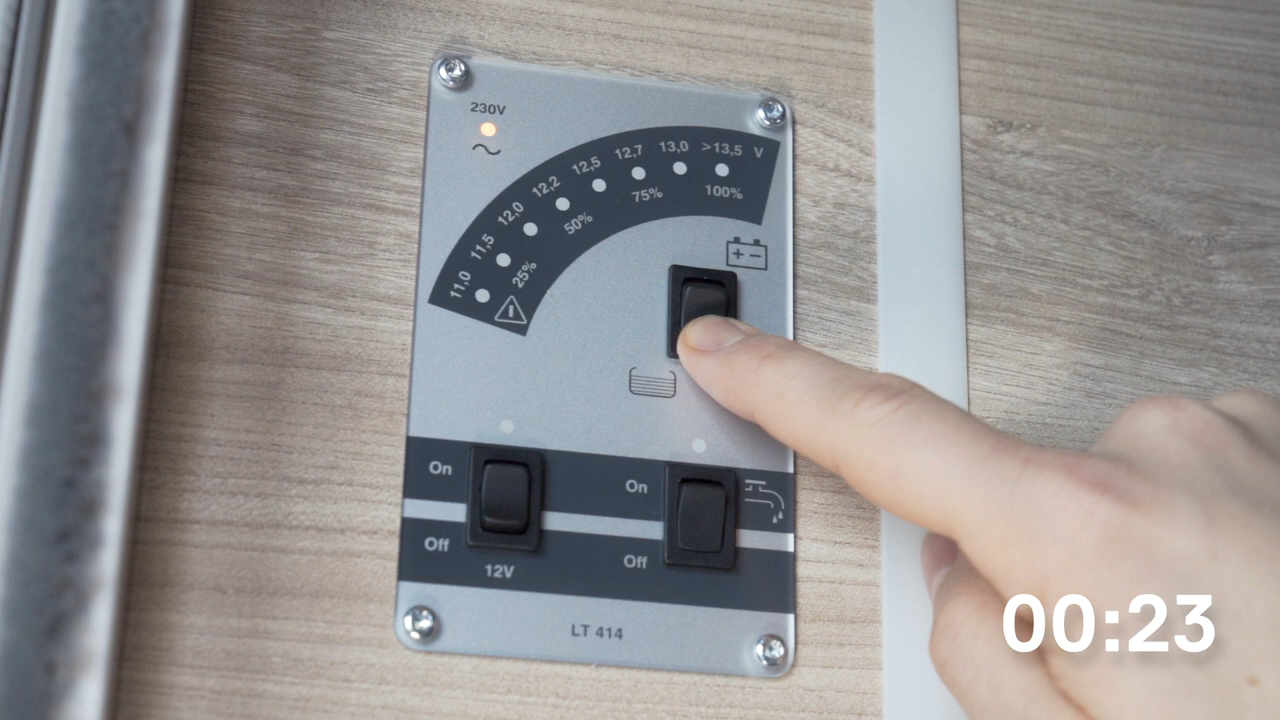 230V
11,0 11,5 12,0 12,2 12,5 12,7 13,0 >13,5 V
25% 50% 75% 100%
On
On
Off
Off
12V
LT 414
00:23